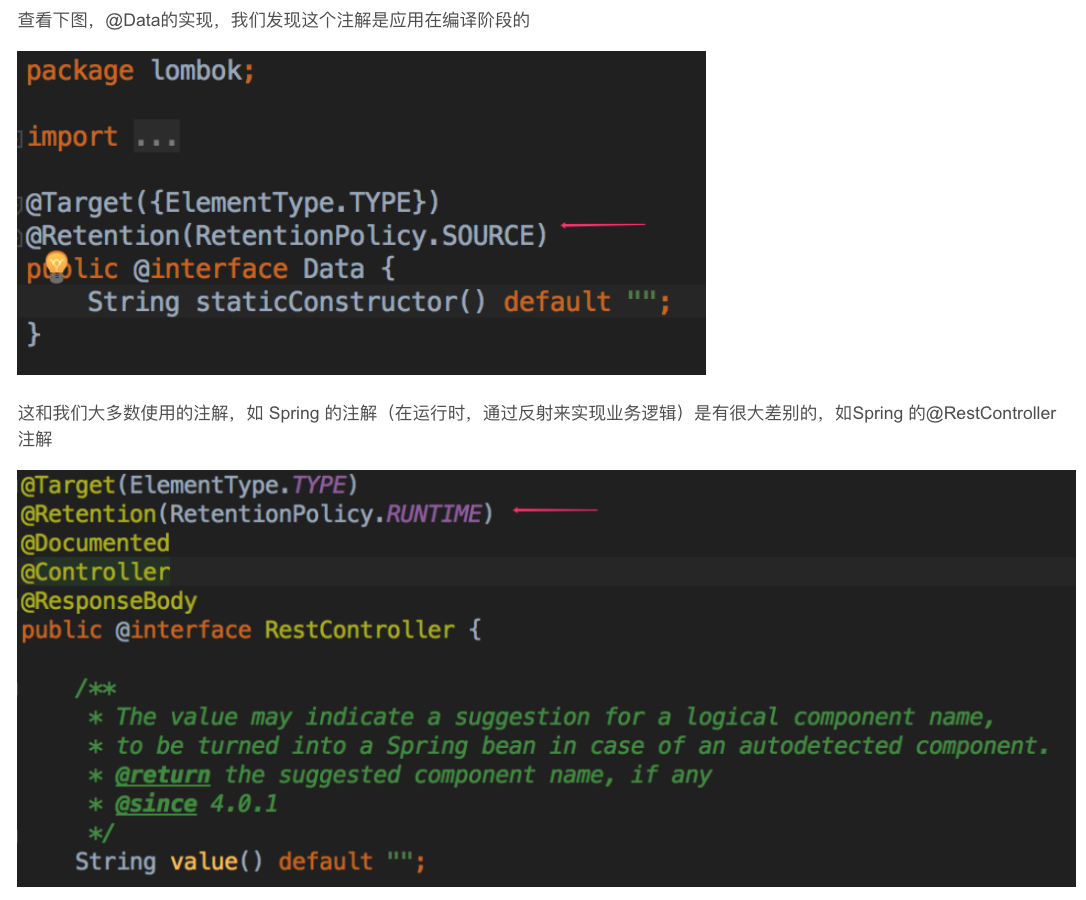 查看下图，@Data的实现，我们发现这个注解是应用在编译阶段的
package lombok;
import ...
@Target({ElementType.TYPE})
@Retention(RetentionPolicy.SOURCE)
public @interface Data {
String staticConstructor() default "";
}
这和我们大多数使用的注解，如 Spring 的注解（在运行时，通过反射来实现业务逻辑）是有很大差别的，如Spring 的@RestController
注解
@Target(ElementType.TYPE)
@Retention(RetentionPolicy.RUNTIME)
@Documented
@Controller
@ResponseBody
public @interface RestController {
/**
* The value may indicate a suggestion for a logical component name,
* to be turned into a Spring bean in case of an autodetected component.
* @return the suggested component name, if any
* @since 4.0.1
*/
String value() default "";